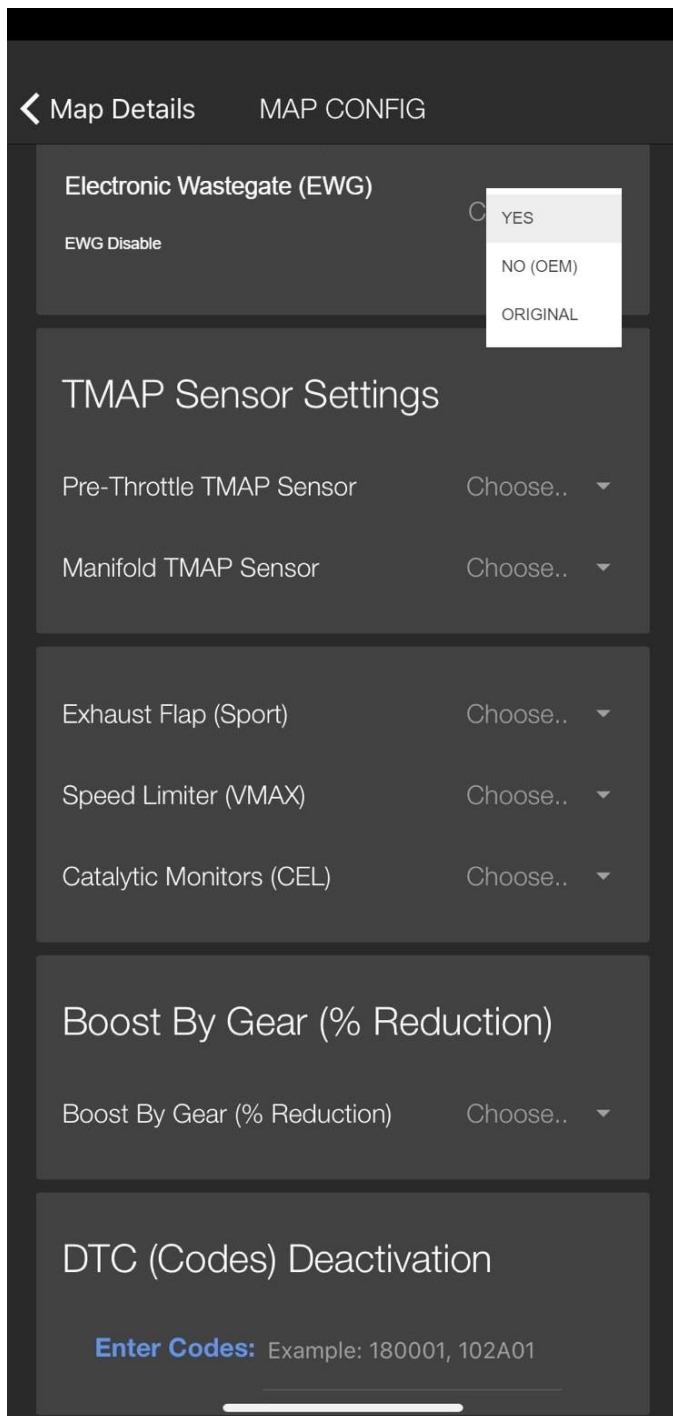 Map Details MAP CONFIG
Electronic Wastegate (EWG)
C
YES
EWG Disable
NO (OEM)
ORIGINAL
TMAP Sensor Settings
Pre-Throttle TMAP Sensor Choose..
Manifold TMAP Sensor Choose..
Exhaust Flap (Sport) Choose..
Speed Limiter (VMAX) Choose..
Catalytic Monitors (CEL) Choose..
Boost By Gear (% Reduction)
Boost By Gear (% Reduction) Choose..
DTC (Codes) Deactivation
Enter Codes: Example: 180001, 102A01